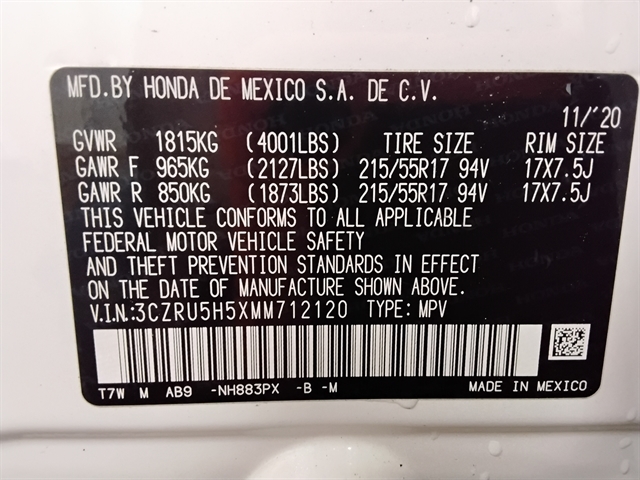 MFD.BY HONDA DE MEXICO S.A. DE C.V.
11/'20
GVWR 1815KG (4001LBS) TIRE SIZE RIM SIZE
GAWR F 965KG (2127LBS) 215/55R17 94V 17X7.5J
GAWR R 850KG (1873LBS) 215/55R17 94V 17X7.5J
THIS VEHICLE CONFORMS TO ALL APPLICABLE
FEDERAL MOTOR VEHICLE SAFETY
AND THEFT PREVENTION STANDARDS IN EFFECT
ON THE DATE OF MANUFACTURE SHOWN ABOVE.
V.I.N.:3CZRU5H5XMM712120 TYPE: MPV
T7W M AB9 -NH883PX -B -M MADE IN MEXICO